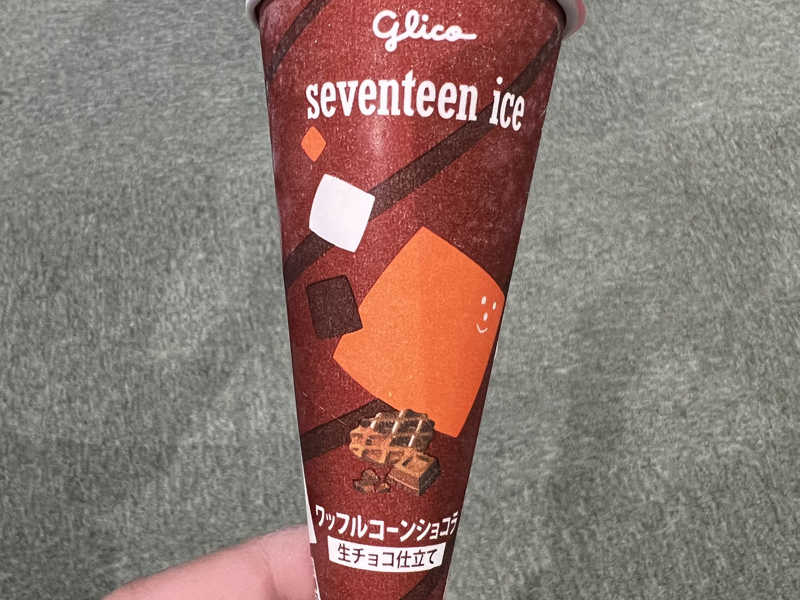 Glico
seventeen ice
ワッフルコーンショコラ
生チョコ仕立て